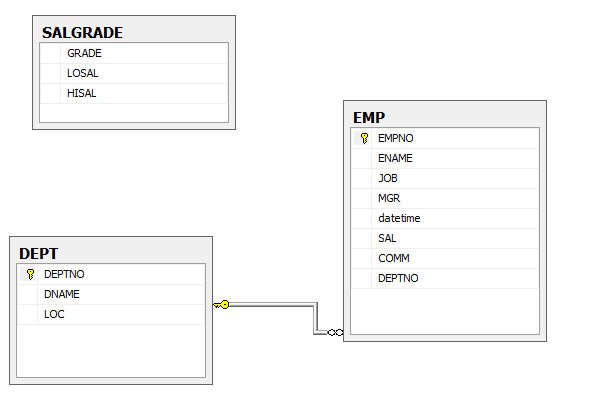 SALGRADE
GRADE
LOSAL
HISAL
EMP
EMPNO
ENAME
JOB
MGR
datetime
SAL
COMM
DEPTNO
DEPT
DEPTNO
DNAME
LOC